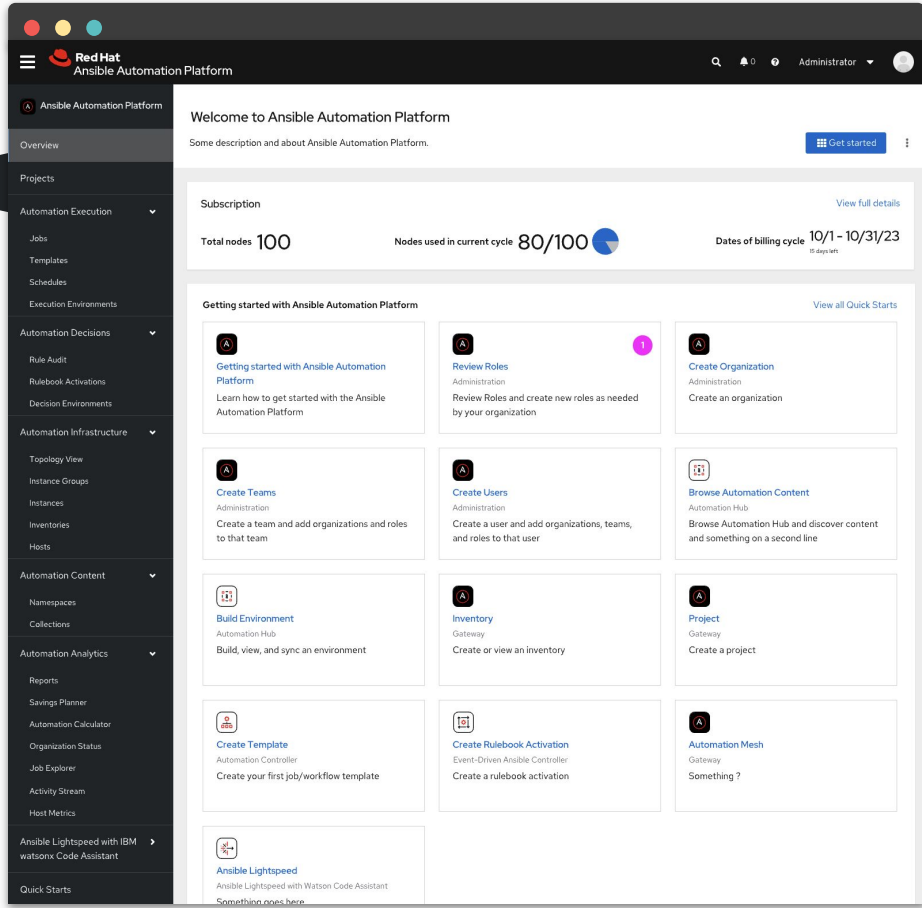 Red Hat
Ansible Automation Platform
0
Administrator
Ansible Automation Platform
Overview
Projects
Automation Execution
Jobs
Templates
Schedules
Execution Environments
Automation Decisions
Rule Audit
Rulebook Activations
Decision Environments
Automation Infrastructure
Topology View
Instance Groups
Instances
Inventories
Hosts
Automation Content
Namespaces
Collections
Automation Analytics
Reports
Savings Planner
Automation Calculator
Organization Status
Job Explorer
Activity Stream
Host Metrics
Ansible Lightspeed with IBM
watsonx Code Assistant
Quick Starts
Welcome to Ansible Automation Platform
Some description and about Ansible Automation Platform.
Get started
Subscription
View full details
Total nodes 100
Nodes used in current cycle 80/100
Dates of billing cycle 10/1 - 10/31/23
15 days left
Getting started with Ansible Automation Platform
View all Quick Starts
Getting started with Ansible Automation
Platform
Learn how to get started with the Ansible
Automation Platform
1
Review Roles
Administration
Review Roles and create new roles as needed
by your organization
Create Organization
Administration
Create an organization
Create Teams
Administration
Create a team and add organizations and roles
to that team
Create Users
Administration
Create a user and add organizations, teams,
and roles to that user
Browse Automation Content
Automation Hub
Browse Automation Hub and discover content
and something on a second line
Build Environment
Automation Hub
Build, view, and sync an environment
Inventory
Gateway
Create or view an inventory
Project
Gateway
Create a project
Create Template
Automation Controller
Create your first job/workflow template
Create Rulebook Activation
Event-Driven Ansible Controller
Create a rulebook activation
Automation Mesh
Gateway
Something ?
Ansible Lightspeed
Ansible Lightspeed with Watson Code Assistant
Something goes here